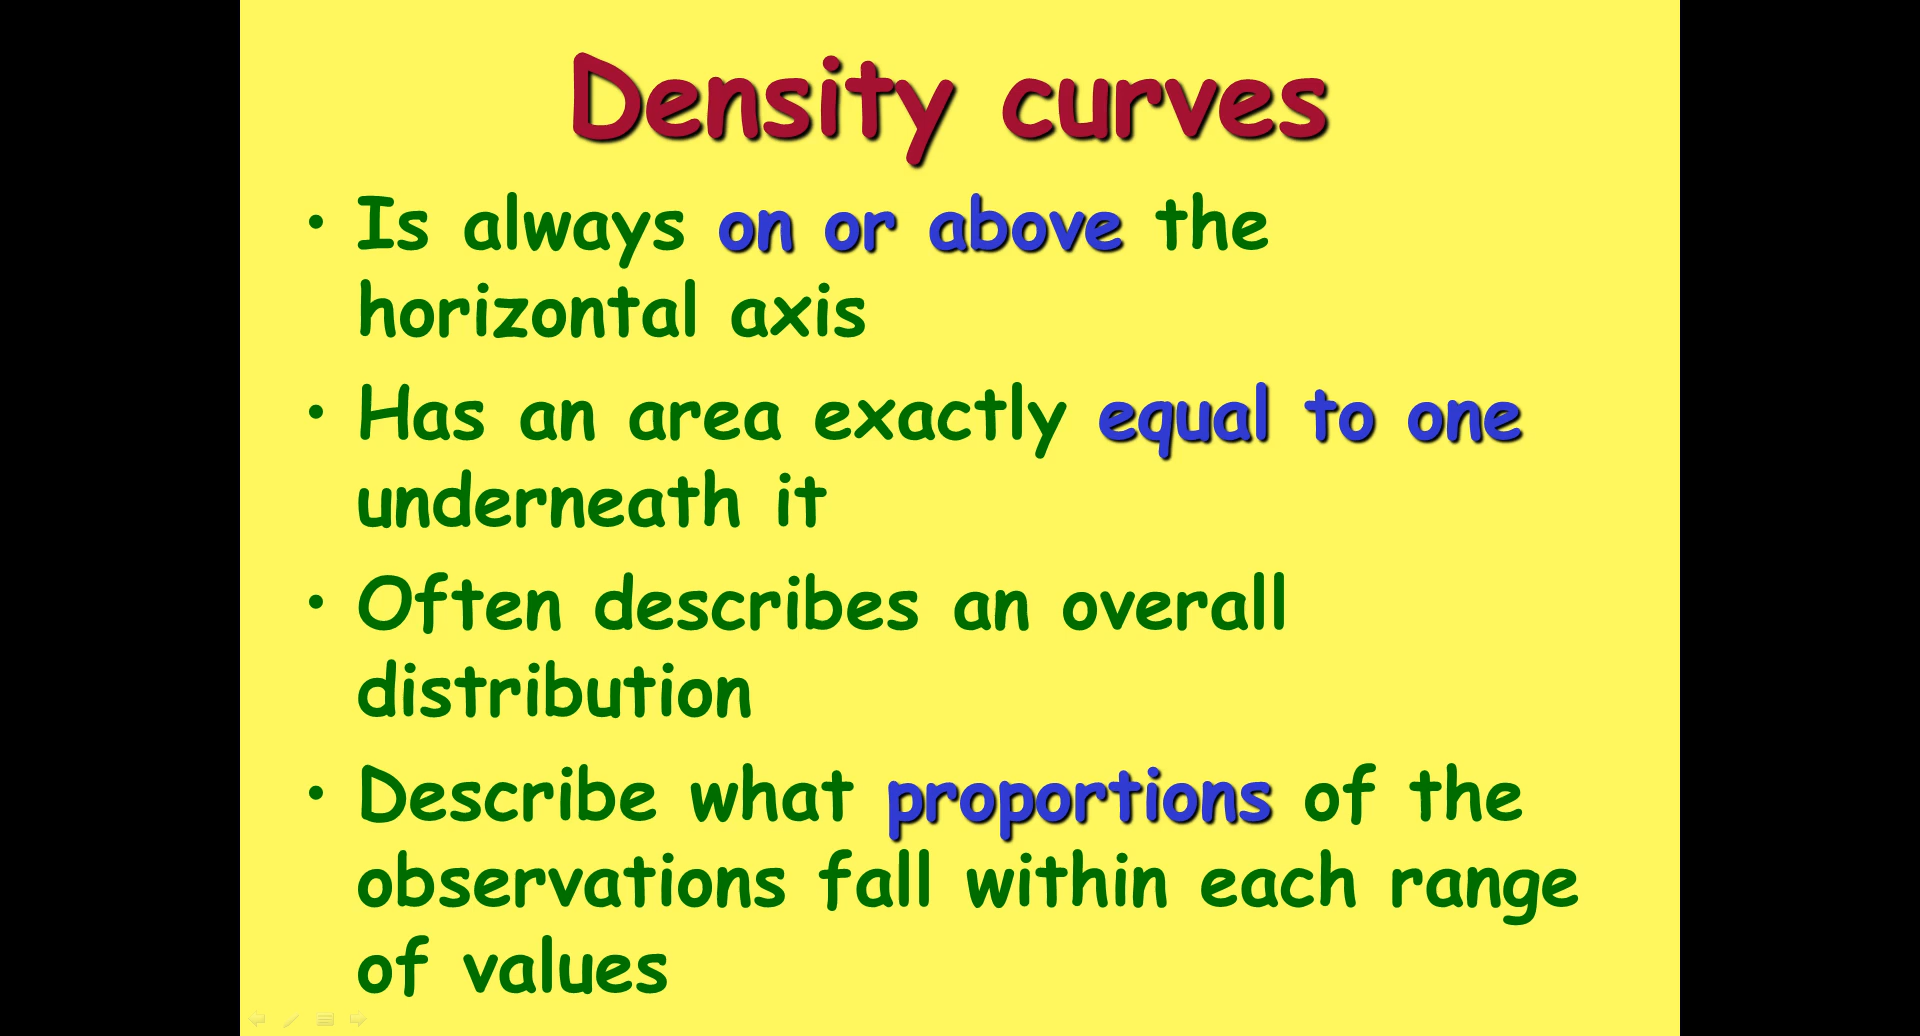 Density curves
• Is always on or above the
horizontal axis
• Has an area exactly equal to one
underneath it
• Often describes an overall
distribution
• Describe what proportions of the
observations fall within each range
of values